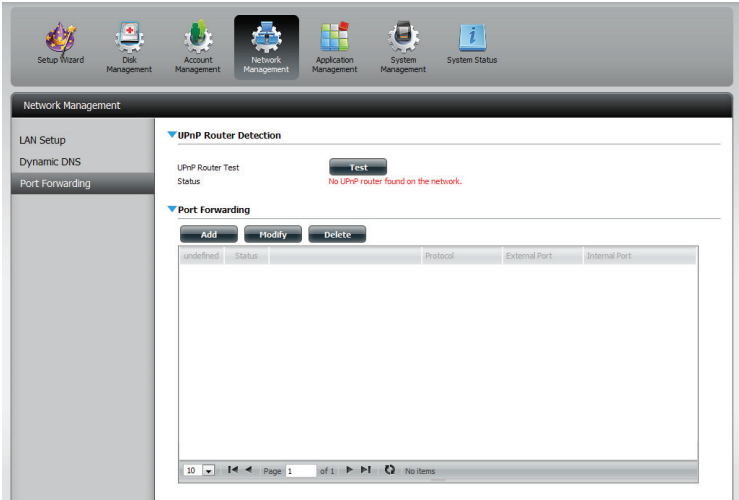 Setup Wizard
Disk Management
Account Management
Network Management
Application Management
System Management
System Status
Network Management
LAN Setup
Dynamic DNS
Port Forwarding
UPnP Router Detection
UPnP Router Test Test
Status No UPnP router found on the network.
Port Forwarding
Add Modify Delete
undefined Status Protocol External Port Internal Port
10 Page 1 of 1 No items